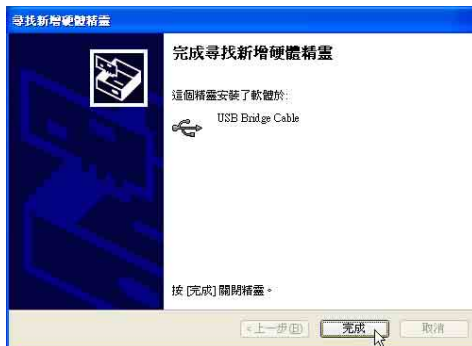 尋找新增硬體精靈
完成尋找新增硬體精靈
這個精靈安裝了軟體於:
USB Bridge Cable
按 [完成] 關閉精靈。
<上一步(B)
完成
取消